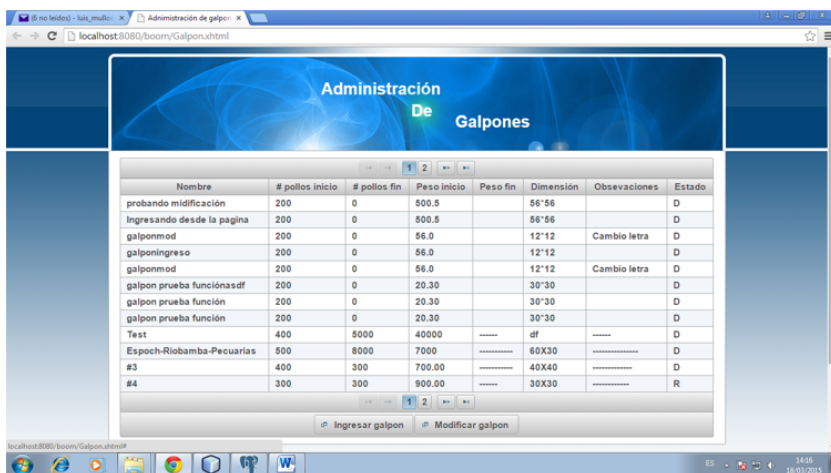 (6 no leídos) - luis_mulloc
Adnimistración de galpon
localhost:8080/boom/Galpon.xhtml
Administración
De
Galpones
1 2
Nombre # pollos inicio # pollos fin Peso inicio Peso fin Dimensión Obsevaciones Estado
probando midificación 200 0 500.5 56*56 D
Ingresando desde la pagina 200 0 500.5 56*56 D
galponmod 200 0 56.0 12*12 Cambio letra D
galponingreso 200 0 56.0 12*12 D
galponmod 200 0 56.0 12*12 Cambio letra D
galpon prueba funciónasdf 200 0 20.30 30*30 D
galpon prueba función 200 0 20.30 30*30 D
galpon prueba función 200 0 20.30 30*30 D
Test 400 5000 40000 ------ df ------ D
Espoch-Riobamba-Pecuarias 500 8000 7000 ----------- 60X30 --------------- D
#3 400 300 700.00 ----------- 40X40 ------------- D
#4 300 300 900.00 ------ 30X30 ------------ R
1 2
Ingresar galpon Modificar galpon
localhost:8080/boom/Galpon.xhtml#
ES 14:16
18/03/2015